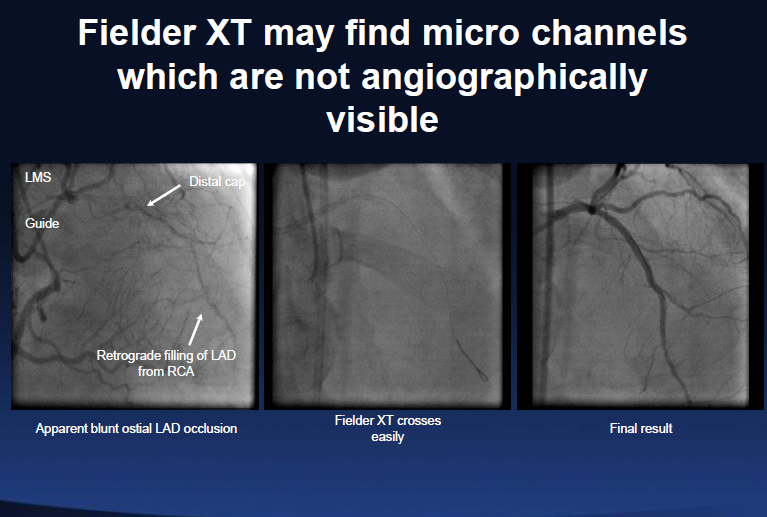 Fielder XT may find micro channels
which are not angiographically
visible
LMS
Distal cap
Guide
Retrograde filling of LAD
from RCA
Apparent blunt ostial LAD occlusion
Fielder XT crosses
easily
Final result